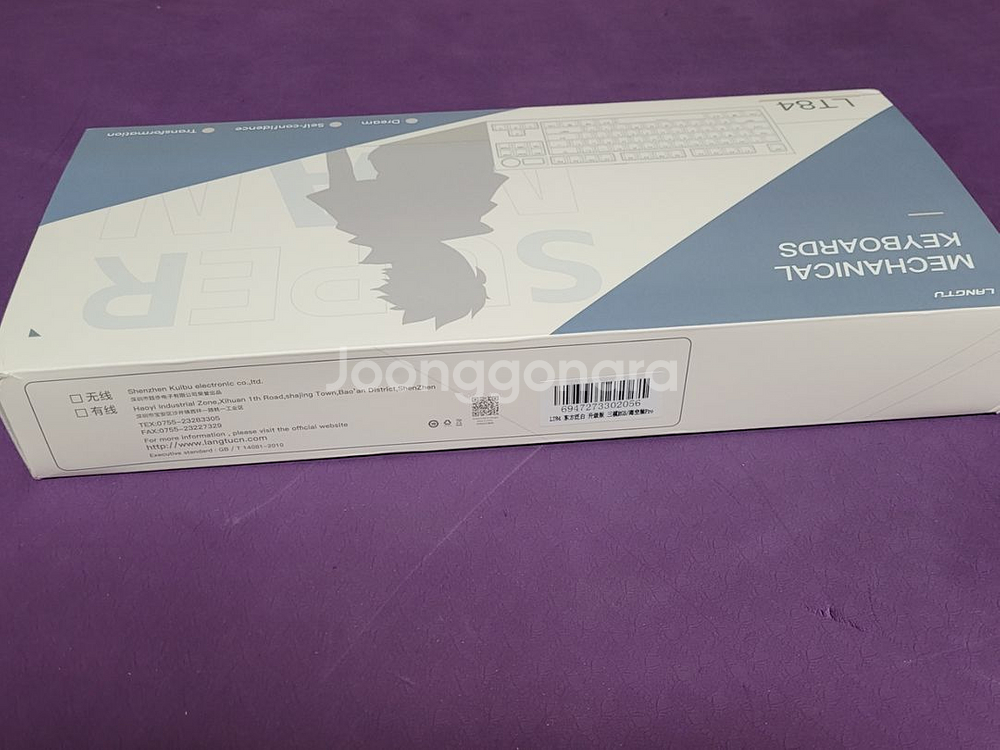 LT84
Dream
Self-confidence
Transformation
SUPER
LANGTU
MECHANICAL
KEYBOARDS
Joonggonara
无线
有线
Shenzhen Kuibu electronic co.,ltd.
Haoyi Industrial Zone,Xihuan 1th Road,shajing Town,Bao'an District,ShenZhen
TEX:0755-23283305
FAX:0755-23227329
For more information , please visit the official website
http://www.langtucn.com
Executive standard : GB / T 14081-2010
6947273302056